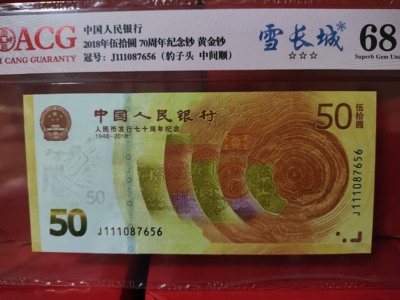 ACG
CANG GUARANTY
中国人民银行
2018年伍拾圆 70周年纪念钞 黄金钞
冠号: J111087656 (豹子头 中间顺)
雪长城*
☆☆☆
68
Superb Gem Unc
中国人民银行
人民币发行七十周年纪念
1948-2018
50 伍拾圆
J111087656
50
J111087656